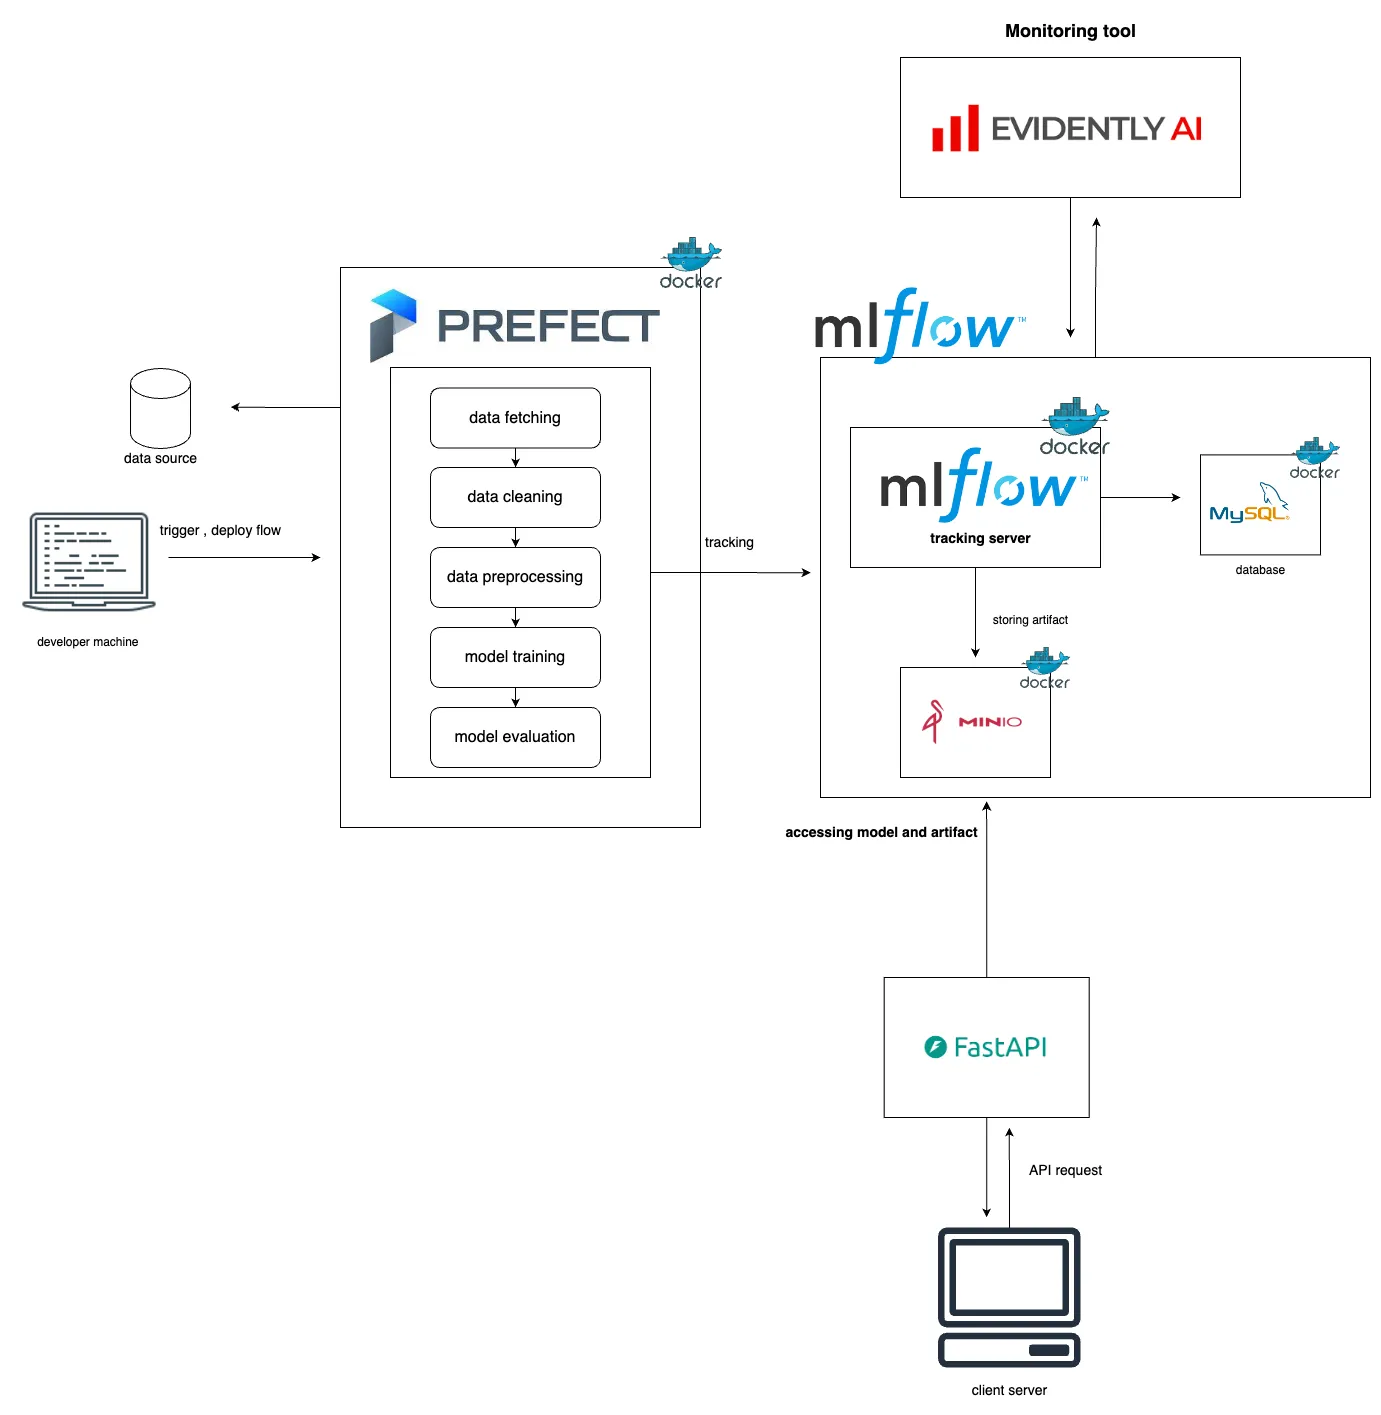 Monitoring tool
EVIDENTLY AI
docker
PREFECT
data fetching
data cleaning
data preprocessing
model training
model evaluation
data source
trigger , deploy flow
developer machine
tracking
mlflow™
docker
mlflow™
tracking server
docker
MySQL®
database
storing artifact
docker
MINIO
accessing model and artifact
FastAPI
API request
client server